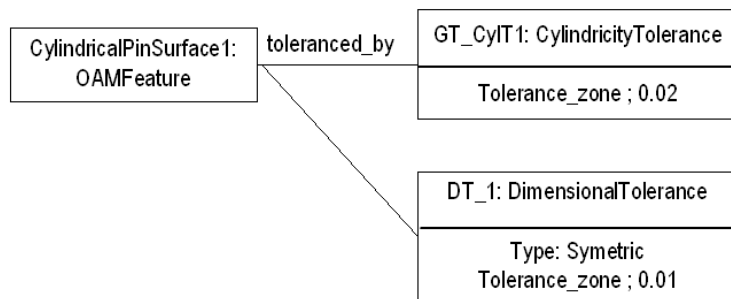 CylindricalPinSurface1:
OAMFeature
toleranced_by
GT_CylT1: CylindricityTolerance
Tolerance_zone ; 0.02
DT_1: DimensionalTolerance
Type: Symetric
Tolerance_zone ; 0.01